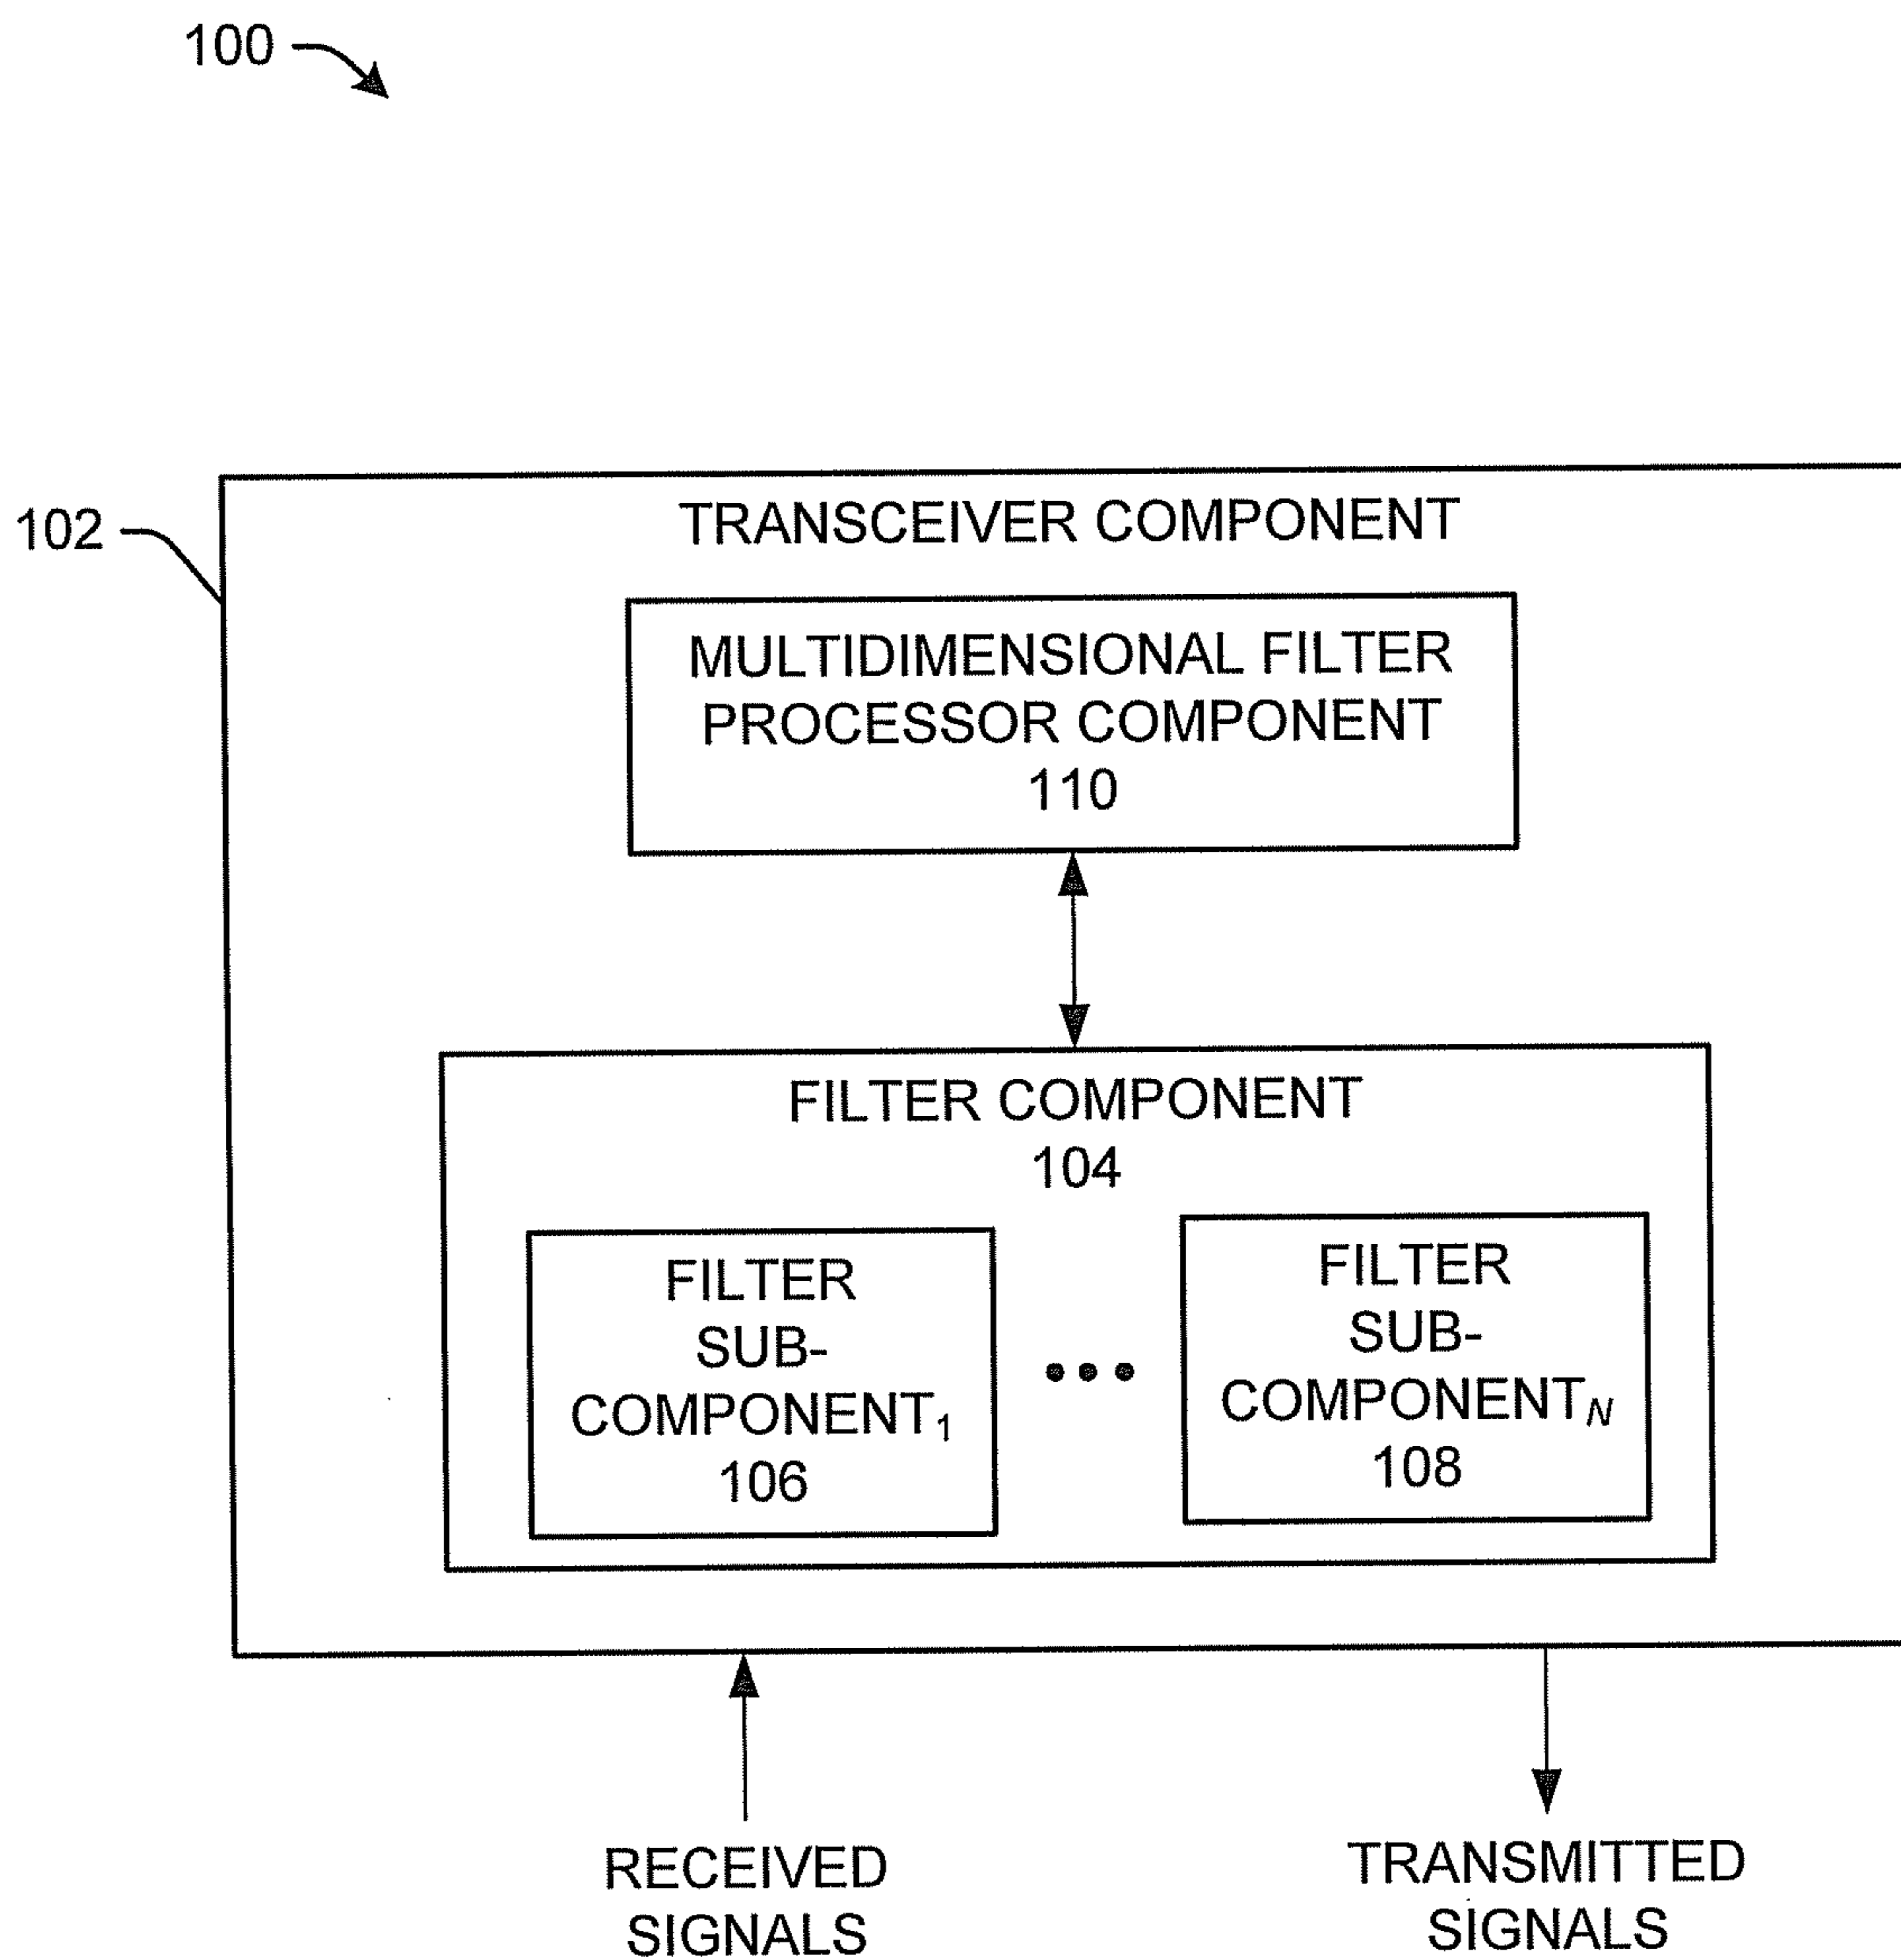 100
102
TRANSCEIVER COMPONENT
MULTIDIMENSIONAL FILTER
PROCESSOR COMPONENT
110
FILTER COMPONENT
104
FILTER
SUB-
COMPONENT1
106
•••
FILTER
SUB-
COMPONENTN
108
RECEIVED
SIGNALS
TRANSMITTED
SIGNALS